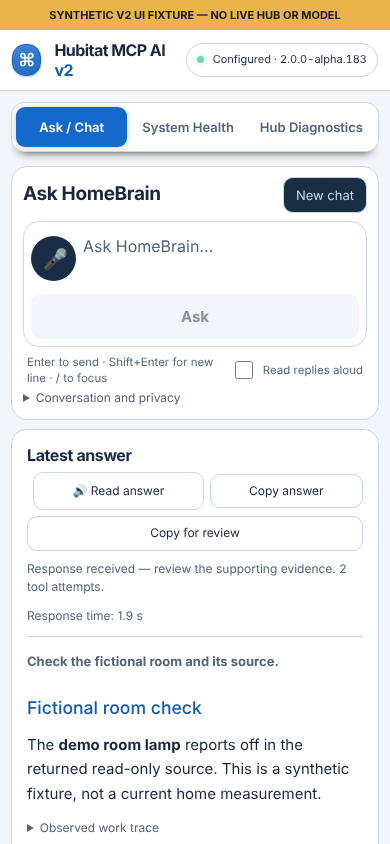 SYNTHETIC V2 UI FIXTURE — NO LIVE HUB OR MODEL
Hubitat MCP AI
v2
Configured · 2.0.0-alpha.183
Ask / Chat
System Health
Hub Diagnostics
Ask HomeBrain
New chat
Ask HomeBrain...
Ask
Enter to send · Shift+Enter for new
line · / to focus
Read replies aloud
Conversation and privacy
Latest answer
Read answer
Copy answer
Copy for review
Response received — review the supporting evidence. 2
tool attempts.
Response time: 1.9 s
Check the fictional room and its source.
Fictional room check
The demo room lamp reports off in the
returned read-only source. This is a synthetic
fixture, not a current home measurement.
Observed work trace